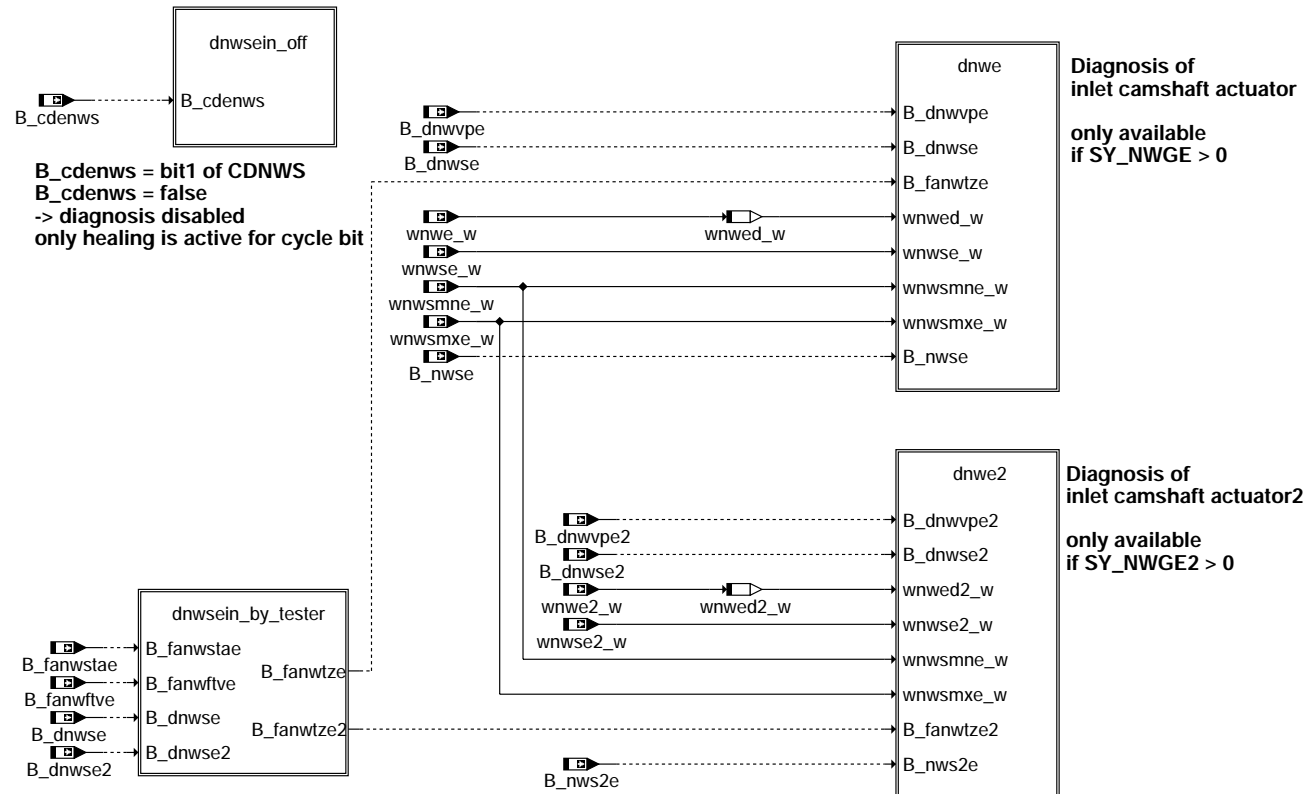 dnwsein_off
B_cdenws
B_cdenws
B_cdenws = bit1 of CDNWS
B_cdenws = false
-> diagnosis disabled
only healing is active for cycle bit
dnwe
Diagnosis of
inlet camshaft actuator
only available
if SY_NWGE > 0
B_dnwvpe
B_dnwvpe
B_dnwse
B_dnwse
B_fanwtze
wnwe_w
wnwed_w
wnwed_w
wnwse_w
wnwse_w
wnwsmne_w
wnwsmne_w
wnwsmxe_w
wnwsmxe_w
B_nwse
B_nwse
dnwe2
Diagnosis of
inlet camshaft actuator2
only available
if SY_NWGE2 > 0
B_dnwvpe2
B_dnwvpe2
B_dnwse2
B_dnwse2
wnwe2_w
wnwed2_w
wnwed2_w
wnwse2_w
wnwse2_w
wnwsmne_w
wnwsmxe_w
B_fanwtze2
B_nws2e
B_nws2e
dnwsein_by_tester
B_fanwstae
B_fanwstae
B_fanwftve
B_fanwftve
B_dnwse
B_dnwse
B_dnwse2
B_dnwse2
B_fanwtze
B_fanwtze2